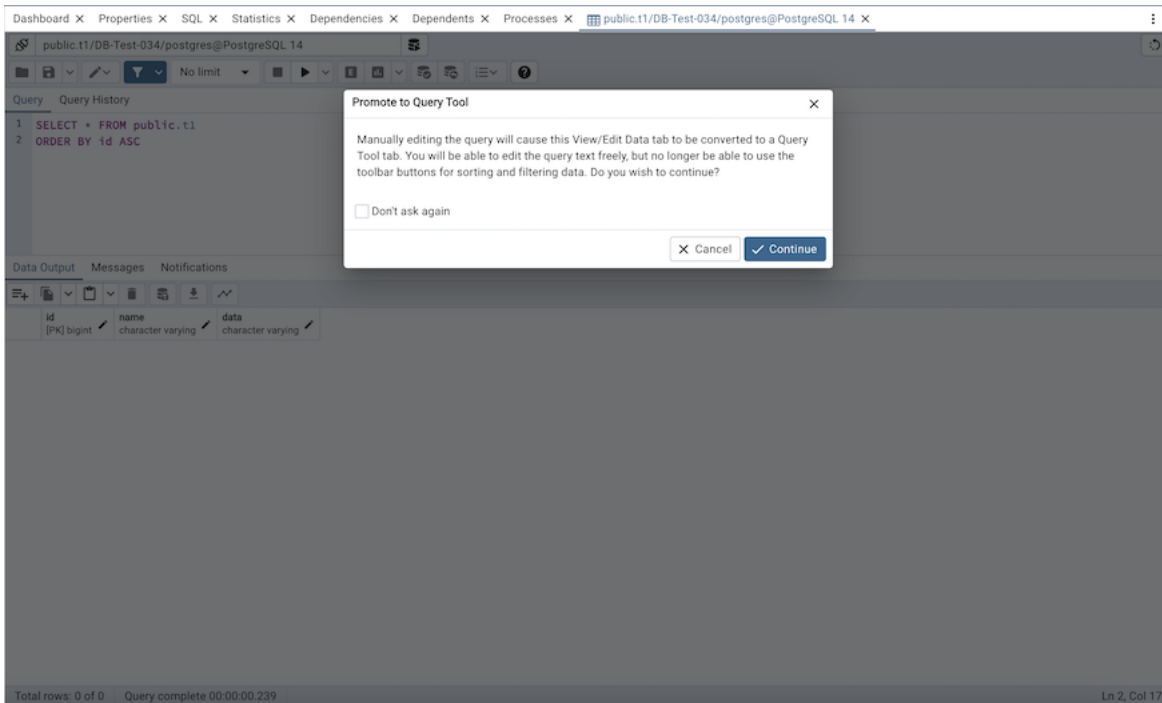 Dashboard Properties SQL Statistics Dependencies Dependents Processes public.t1/DB-Test-034/postgres@PostgreSQL 14
public.t1/DB-Test-034/postgres@PostgreSQL 14
No limit
Query Query History
1 SELECT * FROM public.t1
2 ORDER BY id ASC
Promote to Query Tool
Manually editing the query will cause this View/Edit Data tab to be converted to a Query
Tool tab. You will be able to edit the query text freely, but no longer be able to use the
toolbar buttons for sorting and filtering data. Do you wish to continue?
Don't ask again
Cancel Continue
Data Output Messages Notifications
id name data
[PK] bigint character varying character varying
Total rows: 0 of 0 Query complete 00:00:00.239 Ln 2, Col 17